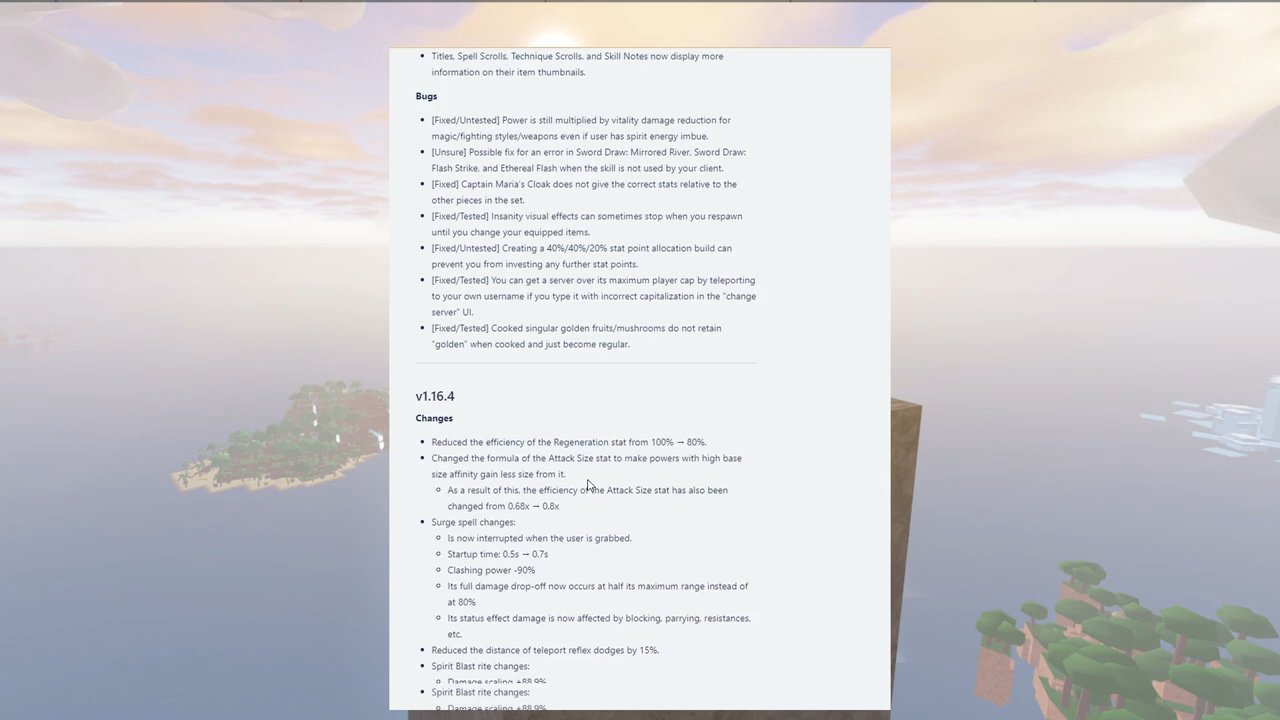 Titles, Spell Scrolls, Technique Scrolls, and Skill Notes now display more
information on their item thumbnails.
Bugs
[Fixed/Untested] Power is still multiplied by vitality damage reduction for
magic/fighting styles/weapons even if user has spirit energy imbue.
[Unsure] Possible fix for an error in Sword Draw: Mirrored River, Sword Draw:
Flash Strike, and Ethereal Flash when the skill is not used by your client.
[Fixed] Captain Maria's Cloak does not give the correct stats relative to the
other pieces in the set.
[Fixed/Tested] Insanity visual effects can sometimes stop when you respawn
until you change your equipped items.
[Fixed/Untested] Creating a 40%/40%/20% stat point allocation build can
prevent you from investing any further stat points.
[Fixed/Tested] You can get a server over its maximum player cap by teleporting
to your own username if you type it with incorrect capitalization in the "change
server" UI.
[Fixed/Tested] Cooked singular golden fruits/mushrooms do not retain
"golden" when cooked and just become regular.
v1.16.4
Changes
Reduced the efficiency of the Regeneration stat from 100% → 80%.
Changed the formula of the Attack Size stat to make powers with high base
size affinity gain less size from it.
As a result of this, the efficiency of the Attack Size stat has also been
changed from 0.68x → 0.8x
Surge spell changes:
Is now interrupted when the user is grabbed.
Startup time: 0.5s → 0.7s
Clashing power -90%
Its full damage drop-off now occurs at half its maximum range instead of
at 80%
Its status effect damage is now affected by blocking, parrying, resistances,
etc.
Reduced the distance of teleport reflex dodges by 15%.
Spirit Blast rite changes:
Damage scaling +88.9%
Spirit Blast rite changes:
Damage scaling +88.9%